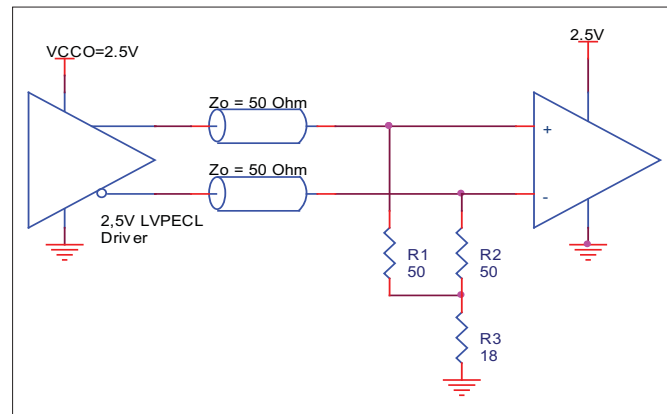 VCCO=2.5V
2.5V
Zo = 50 Ohm
+
Zo = 50 Ohm
-
2,5V LVPECL
Driver
R1
50
R2
50
R3
18